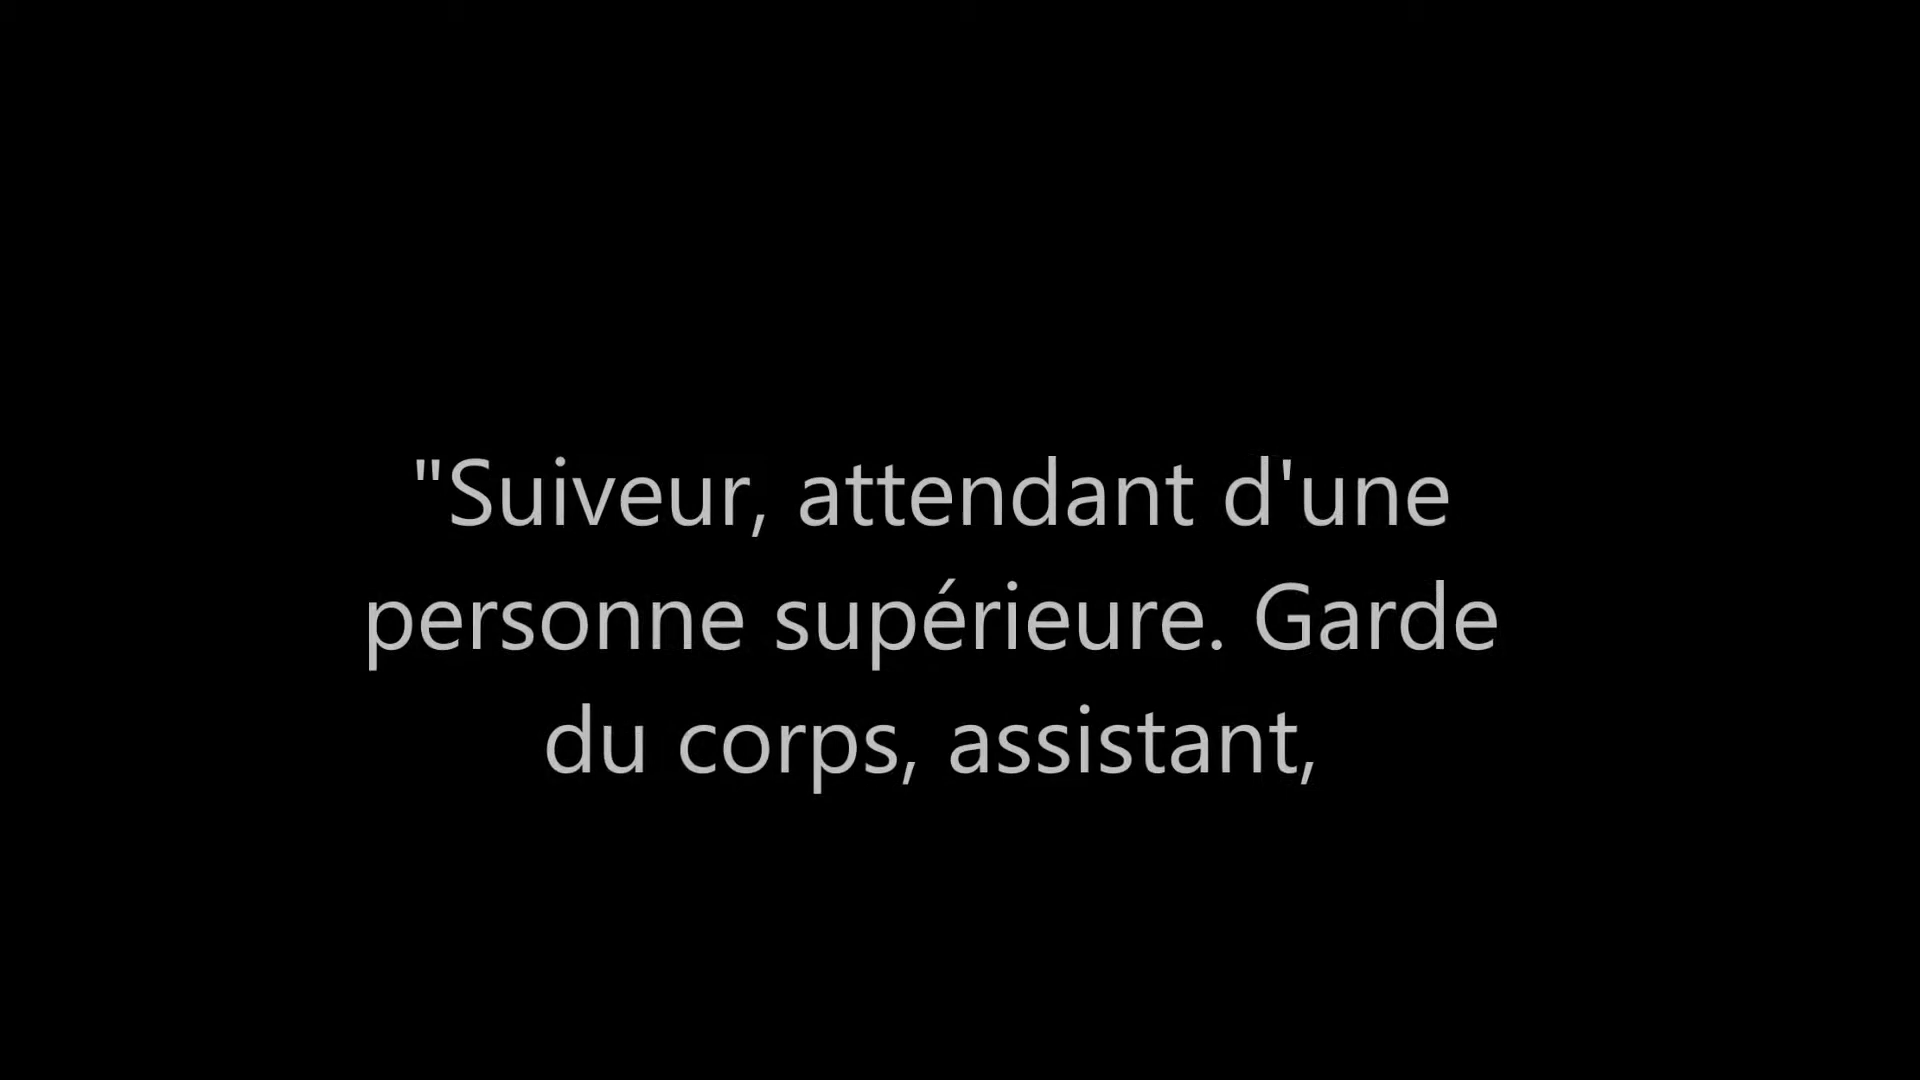 "Suiveur, attendant d'une
personne supérieure. Garde
du corps, assistant,